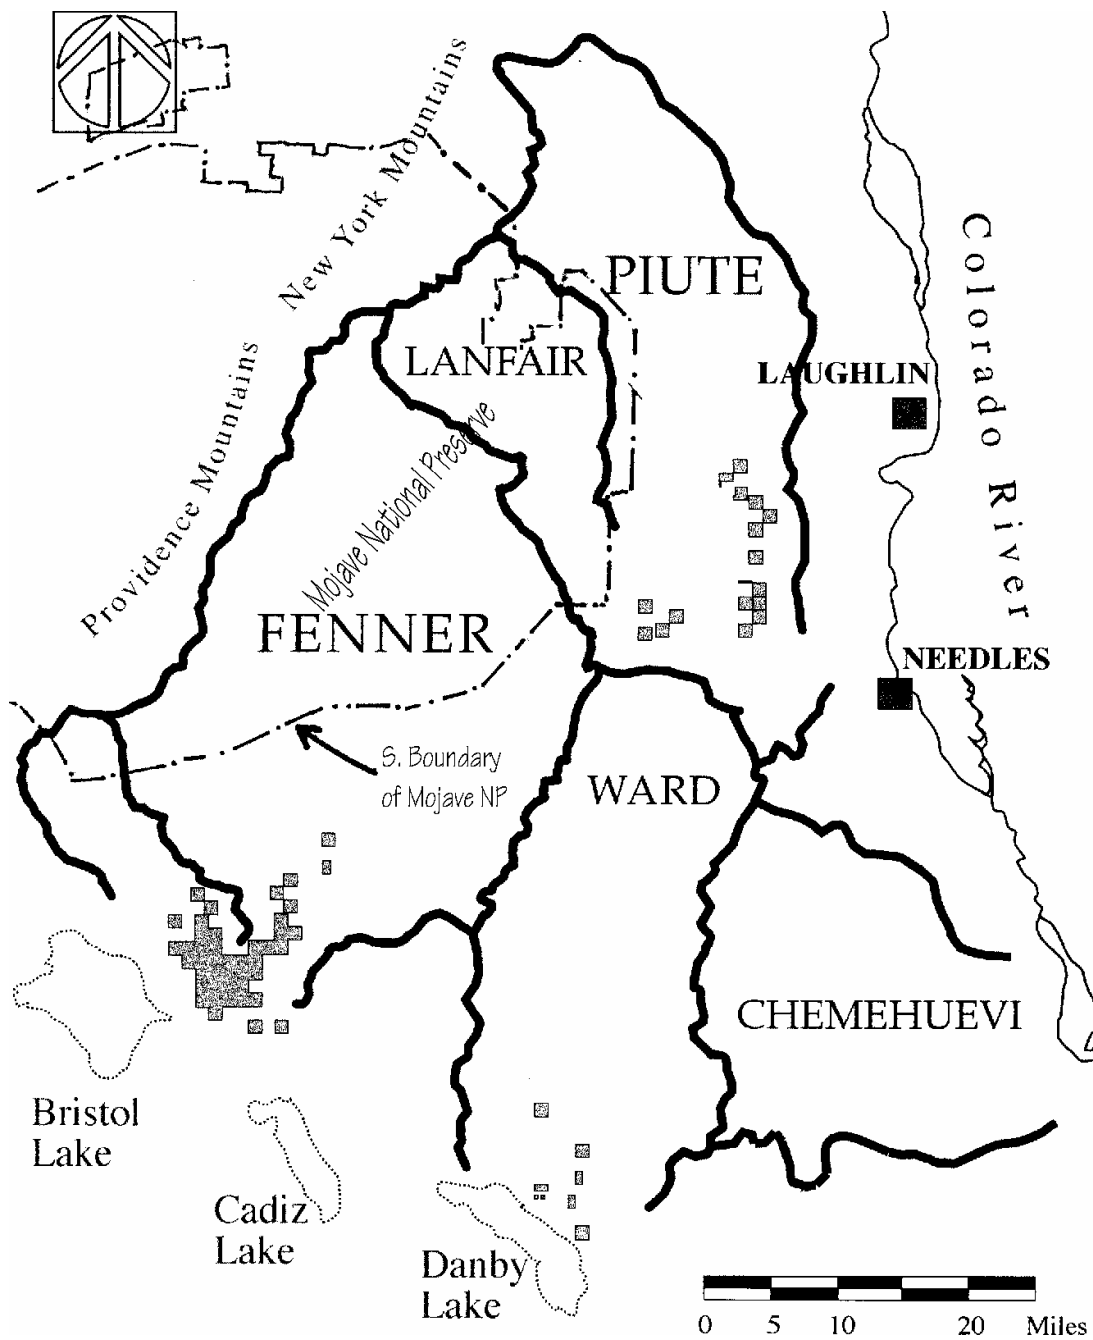 New York Mountains
Colorado River
PIUTE
LANFAIR
LAUGHLIN
Providence Mountains
Mojave National Preserve
FENNER
NEEDLES
S. Boundary
of Mojave NP
WARD
CHEMEHUEVI
Bristol
Lake
Cadiz
Lake
Danby
Lake
0 5 10 20 Miles